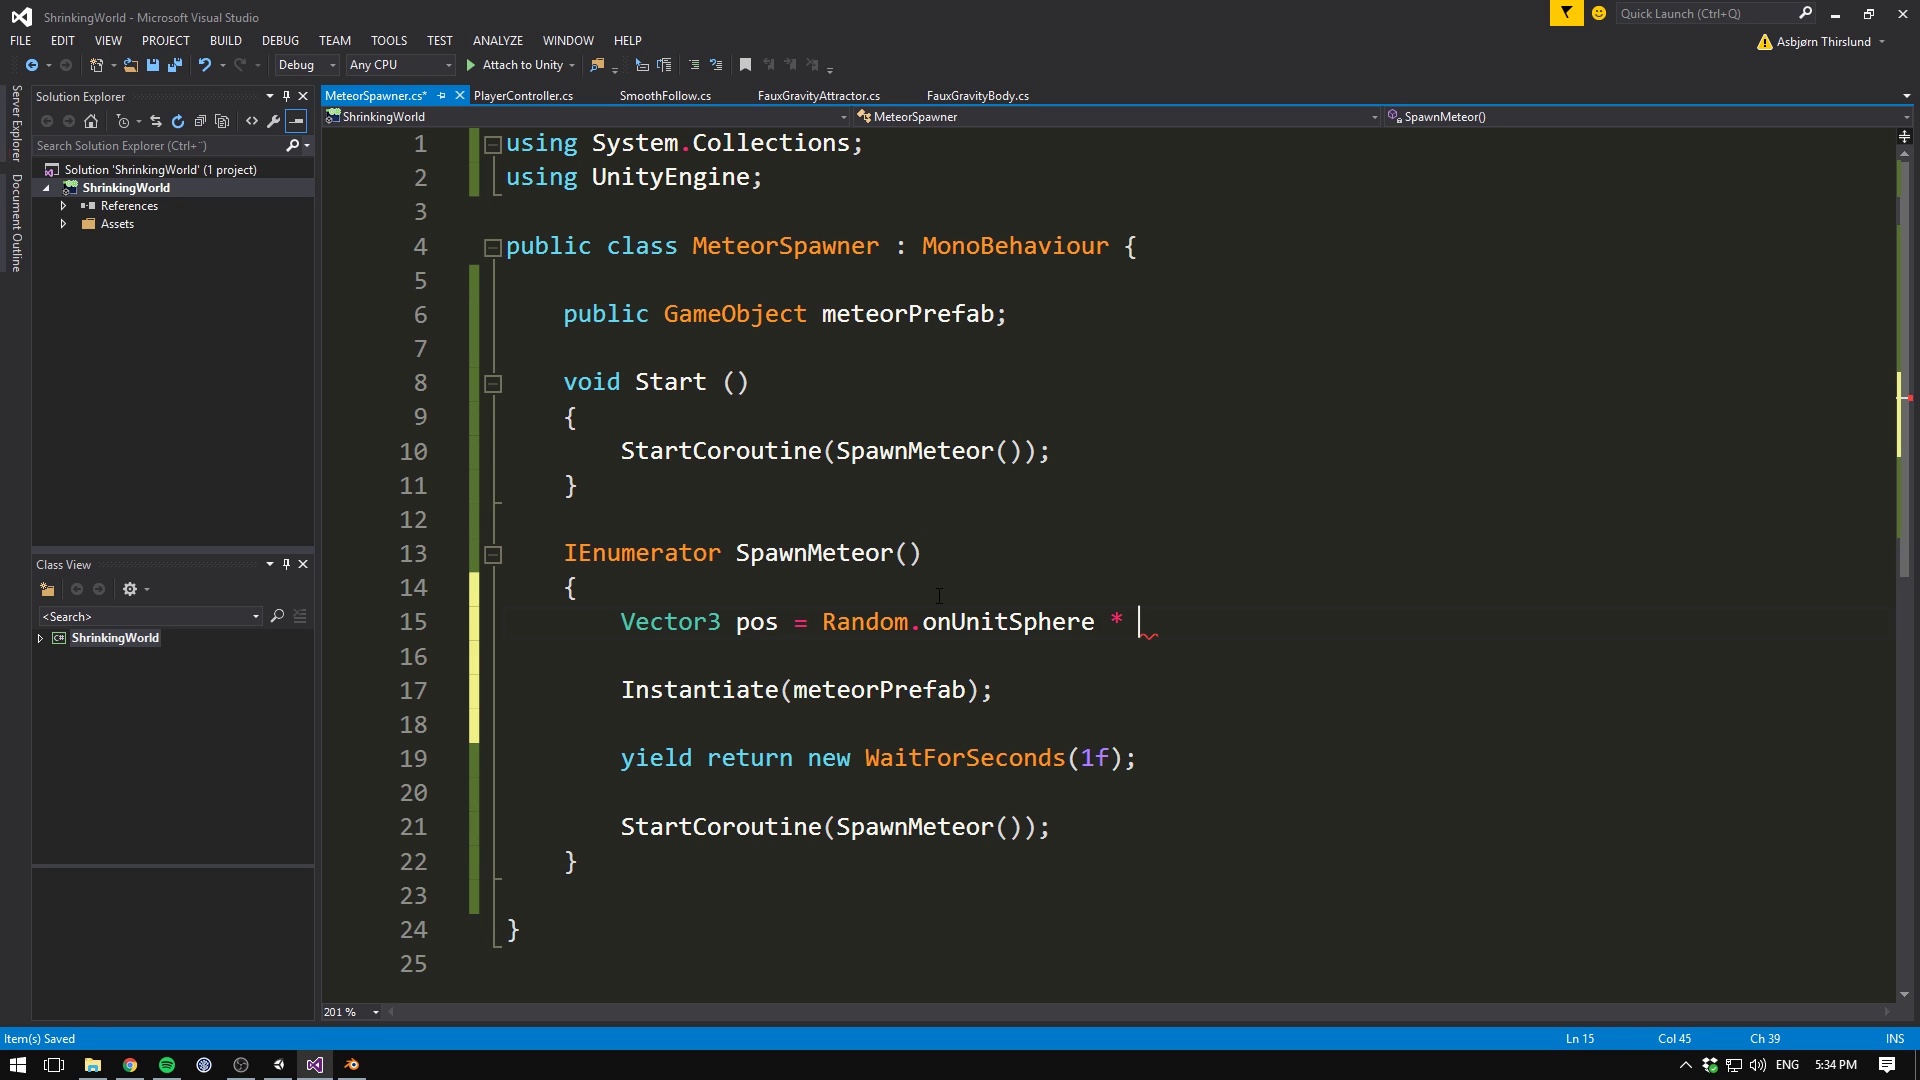 ShrinkingWorld - Microsoft Visual Studio
Quick Launch (Ctrl+Q)
FILE EDIT VIEW PROJECT BUILD DEBUG TEAM TOOLS TEST ANALYZE WINDOW HELP
Asbjørn Thirslund
Debug Any CPU Attach to Unity
Server Explorer
Document Outline
Solution Explorer
Search Solution Explorer (Ctrl+¨)
Solution 'ShrinkingWorld' (1 project)
ShrinkingWorld
References
Assets
Class View
<Search>
ShrinkingWorld
MeteorSpawner.cs* PlayerController.cs SmoothFollow.cs FauxGravityAttractor.cs FauxGravityBody.cs
ShrinkingWorld MeteorSpawner SpawnMeteor()
1 using System.Collections;
2 using UnityEngine;
3
4 public class MeteorSpawner : MonoBehaviour {
5
6 public GameObject meteorPrefab;
7
8 void Start ()
9 {
10 StartCoroutine(SpawnMeteor());
11 }
12
13 IEnumerator SpawnMeteor()
14 {
15 Vector3 pos = Random.onUnitSphere *
16
17 Instantiate(meteorPrefab);
18
19 yield return new WaitForSeconds(1f);
20
21 StartCoroutine(SpawnMeteor());
22 }
23
24 }
25
201 %
Item(s) Saved Ln 15 Col 45 Ch 39 INS
ENG 5:34 PM